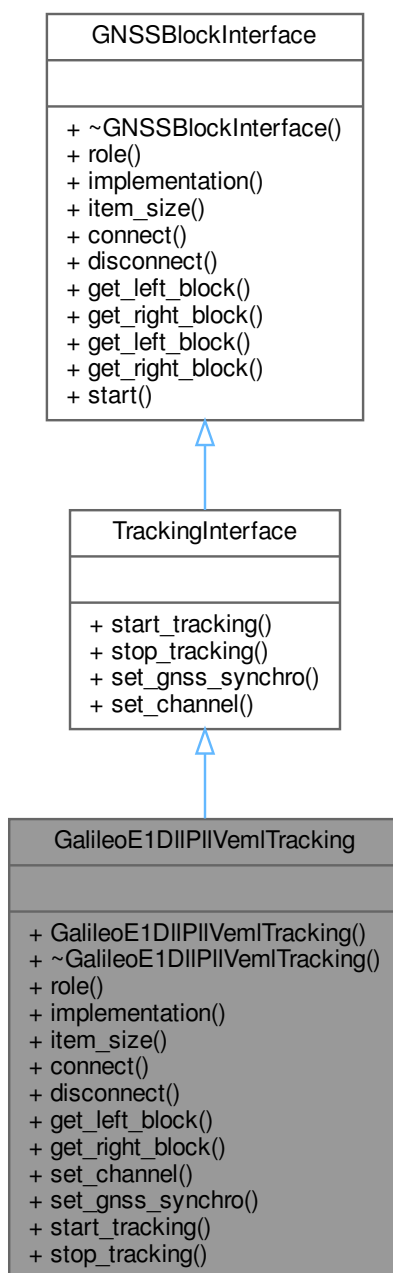 GNSSBlockInterface
+ ~GNSSBlockInterface()
+ role()
+ implementation()
+ item_size()
+ connect()
+ disconnect()
+ get_left_block()
+ get_right_block()
+ get_left_block()
+ get_right_block()
+ start()
TrackingInterface
+ start_tracking()
+ stop_tracking()
+ set_gnss_synchro()
+ set_channel()
GalileoE1DllPllVemlTracking
+ GalileoE1DllPllVemlTracking()
+ ~GalileoE1DllPllVemlTracking()
+ role()
+ implementation()
+ item_size()
+ connect()
+ disconnect()
+ get_left_block()
+ get_right_block()
+ set_channel()
+ set_gnss_synchro()
+ start_tracking()
+ stop_tracking()